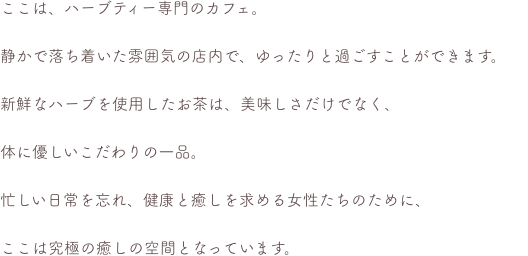 ここは、ハーブティー専門のカフェ。
静かで落ち着いた雰囲気の店内で、ゆったりと過ごすことができます。
新鮮なハーブを使用したお茶は、美味しさだけでなく、
体に優しいこだわりの一品。
忙しい日常を忘れ、健康と癒しを求める女性たちのために、
ここは究極の癒しの空間となっています。